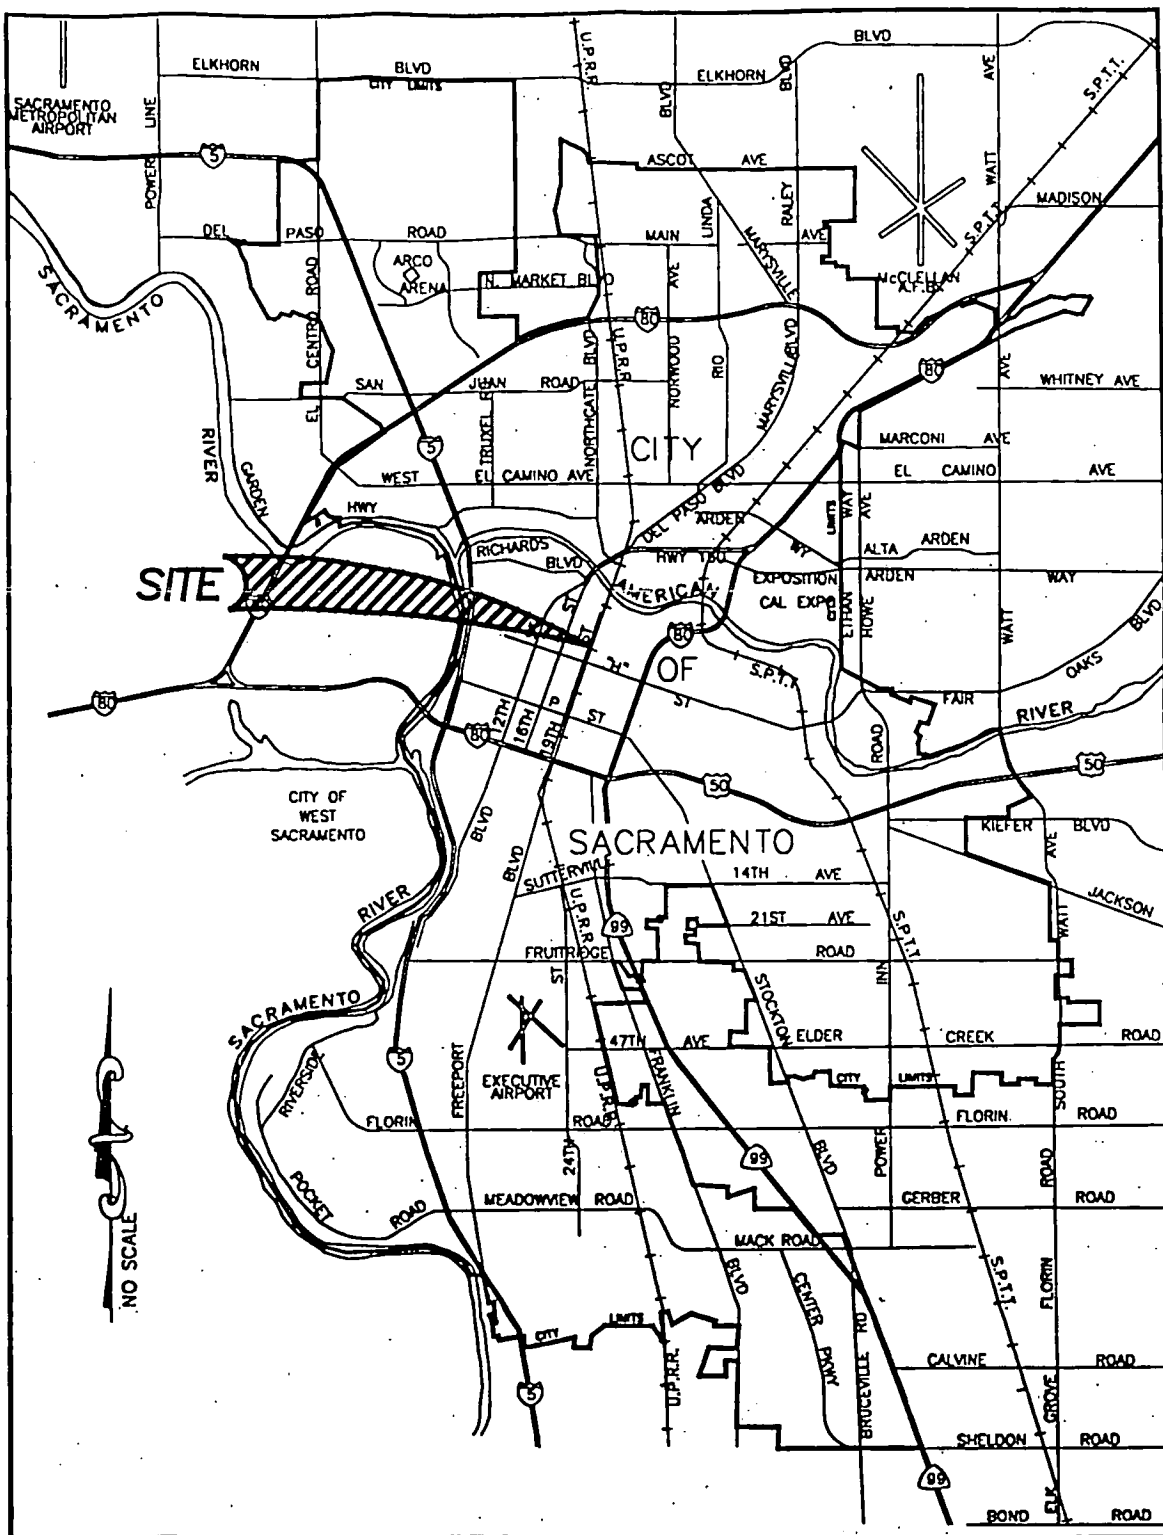 BLVD
ELKHORN BLVD
CITY LIMITS
ELKHORN
BLVD
U.P.R.R.
BLVD
AVE
S.P.T.T.
SACRAMENTO
METROPOLITAN
AIRPORT
POWER LINE
5
ASCOT AVE
WATT
MADISON
RALEY
LINDA
S.P.T.T.
DEL PASO ROAD
MAIN AVE
MARYSVILLE
ARCO
ARENA
N. MARKET BLVD
AVE
McCLELLAN
SACRAMENTO
EL CENTRO ROAD
80
BLVD
U.P.R.R.
NORWOOD
RIO
MARYSVILLE BLVD
80
AVE
SAN JUAN ROAD
WHITNEY AVE
TRUXEL
NORTHGATE
RIVER
GARDEN HWY
5
CITY
MARCONI AVE
WEST EL CAMINO AVE
EL CAMINO AVE
DEL PASO BLVD
LIMITS
WAY
AVE
ARDEN WY
RICHARDS BLVD
HWY 160
ALTA ARDEN
SITE
AMERICAN
EXPOSITION
ARDEN WAY
CAL EXPO
CITY
ETHAN
HOWE
WATT
BLVD
ST
ST
80
OF
"H" ST
S.P.T.T.
OAKS
FAIR
RIVER
80
12TH
16TH
19TH
P ST
80
ROAD
50
50
CITY OF
WEST
SACRAMENTO
BLVD
BLVD
SACRAMENTO
KIEFER BLVD
AVE
SUTTERVILLE
14TH AVE
JACKSON
RIVER
U.P.R.R.
99
21ST AVE
S.P.T.T.
WATT
FRUITRIDGE ROAD
ST
STOCKTON
INN
SACRAMENTO
47TH AVE
ELDER CREEK ROAD
RIVERSIDE
5
FREEPORT
EXECUTIVE
AIRPORT
U.P.R.R.
FRANKLIN
CITY LIMITS
SOUTH
FLORIN ROAD
FLORIN ROAD
24TH
99
BLVD
POWER
ROAD
POCKET ROAD
MEADOWVIEW ROAD
GERBER ROAD
NO SCALE
MACK ROAD
BLVD
CENTER PKWY
S.P.T.T.
FLORIN
CITY LIMITS
U.P.R.R.
BRUCEVILLE RD
CALVINE ROAD
5
GROVE
SHELDON ROAD
99
ELK
BOND ROAD